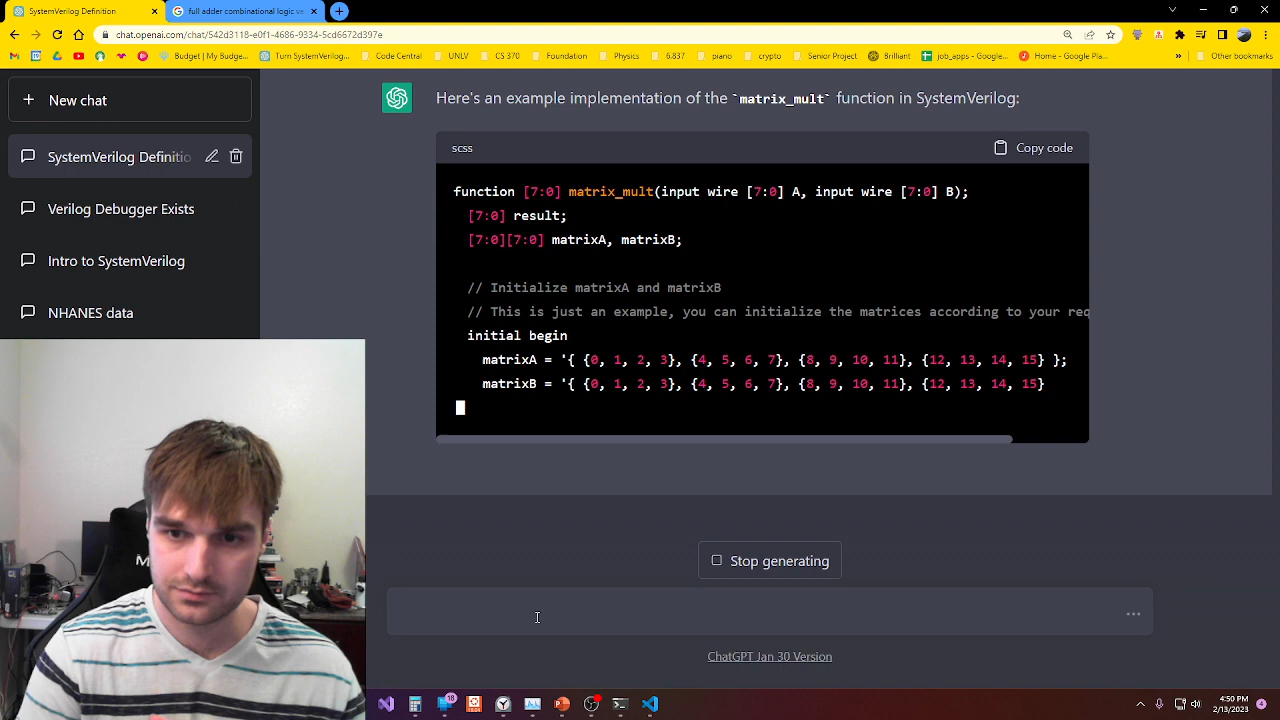 SystemVerilog Definition
full adder combinational logic ve
chat.openai.com/chat/542d3118-e0f1-4686-9334-5cd6672d397e
Budget | My Budge...
Turn SystemVerilog...
Code Central
UNLV
CS 370
Foundation
Physics
6.837
piano
crypto
Senior Project
Brilliant
job_apps - Google...
Home - Google Pla...
»
Other bookmarks
New chat
SystemVerilog Definitio
Verilog Debugger Exists
Intro to SystemVerilog
NHANES data
Here's an example implementation of the `matrix_mult` function in SystemVerilog:
scss
Copy code
function [7:0] matrix_mult(input wire [7:0] A, input wire [7:0] B);
[7:0] result;
[7:0][7:0] matrixA, matrixB;
// Initialize matrixA and matrixB
// This is just an example, you can initialize the matrices according to your req
initial begin
matrixA = '{ {0, 1, 2, 3}, {4, 5, 6, 7}, {8, 9, 10, 11}, {12, 13, 14, 15} };
matrixB = '{ {0, 1, 2, 3}, {4, 5, 6, 7}, {8, 9, 10, 11}, {12, 13, 14, 15}
Stop generating
ChatGPT Jan 30 Version
M
18
4:50 PM
2/13/2023
4